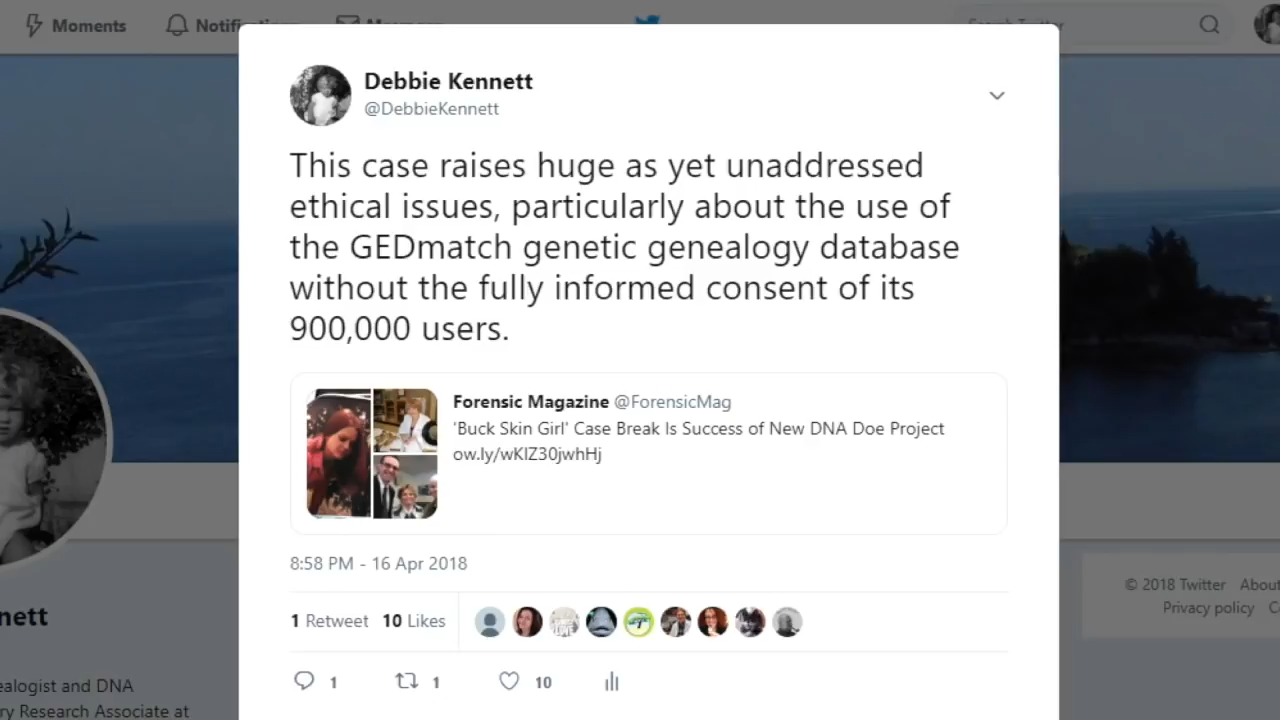 Moments
Debbie Kennett
@DebbieKennett
This case raises huge as yet unaddressed
ethical issues, particularly about the use of
the GEDmatch genetic genealogy database
without the fully informed consent of its
900,000 users.
Forensic Magazine @ForensicMag
'Buck Skin Girl' Case Break Is Success of New DNA Doe Project
ow.ly/wKIZ30jwhHj
8:58 PM - 16 Apr 2018
1 Retweet 10 Likes
1 1 10
© 2018 Twitter About
Privacy policy
nett
ealogist and DNA
ry Research Associate at